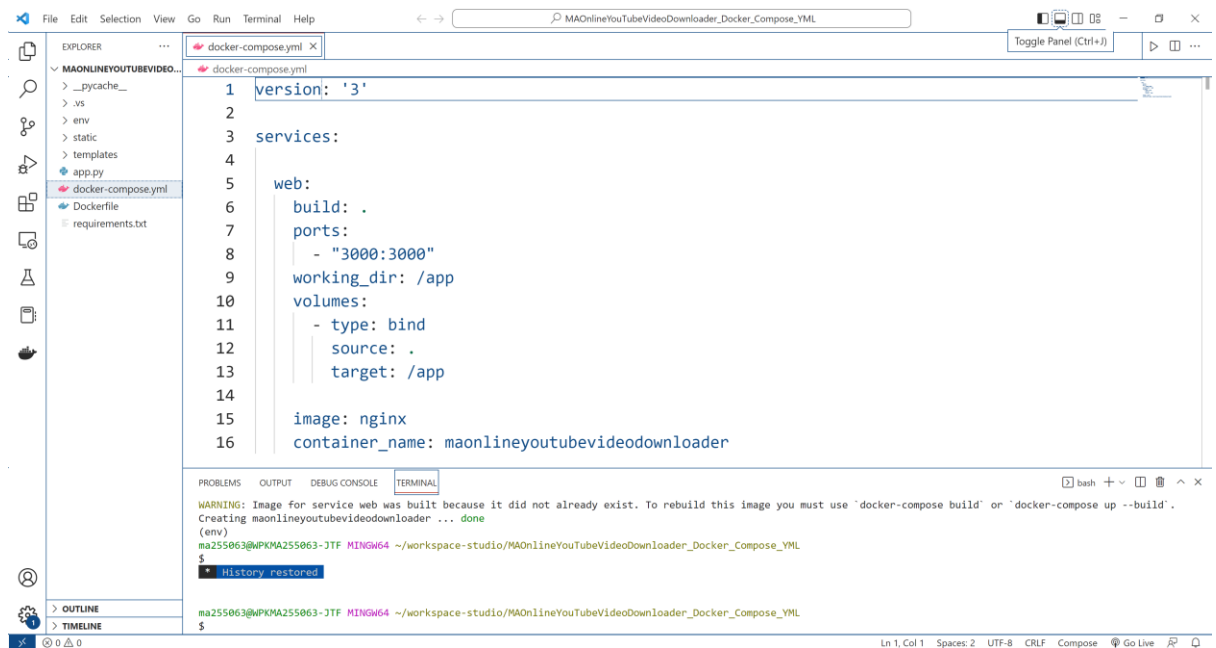 File Edit Selection View Go Run Terminal Help
MAOnlineYouTubeVideoDownloader_Docker_Compose_YML
Toggle Panel (Ctrl+J)
EXPLORER
MAONLINEYOUTUBEVIDEO...
__pycache__
.vs
env
static
templates
app.py
docker-compose.yml
Dockerfile
requirements.txt
OUTLINE
TIMELINE
docker-compose.yml
docker-compose.yml
1 version: '3'
2
3 services:
4
5 web:
6 build: .
7 ports:
8 - "3000:3000"
9 working_dir: /app
10 volumes:
11 - type: bind
12 source: .
13 target: /app
14
15 image: nginx
16 container_name: maonlineyoutubevideodownloader
PROBLEMS OUTPUT DEBUG CONSOLE TERMINAL
bash
WARNING: Image for service web was built because it did not already exist. To rebuild this image you must use `docker-compose build` or `docker-compose up --build`.
Creating maonlineyoutubevideodownloader ... done
(env)
ma255063@WPKMA255063-JTF MINGW64 ~/workspace-studio/MAOnlineYouTubeVideoDownloader_Docker_Compose_YML
$
* History restored
ma255063@WPKMA255063-JTF MINGW64 ~/workspace-studio/MAOnlineYouTubeVideoDownloader_Docker_Compose_YML
$
1
0 0
Ln 1, Col 1 Spaces: 2 UTF-8 CRLF Compose Go Live